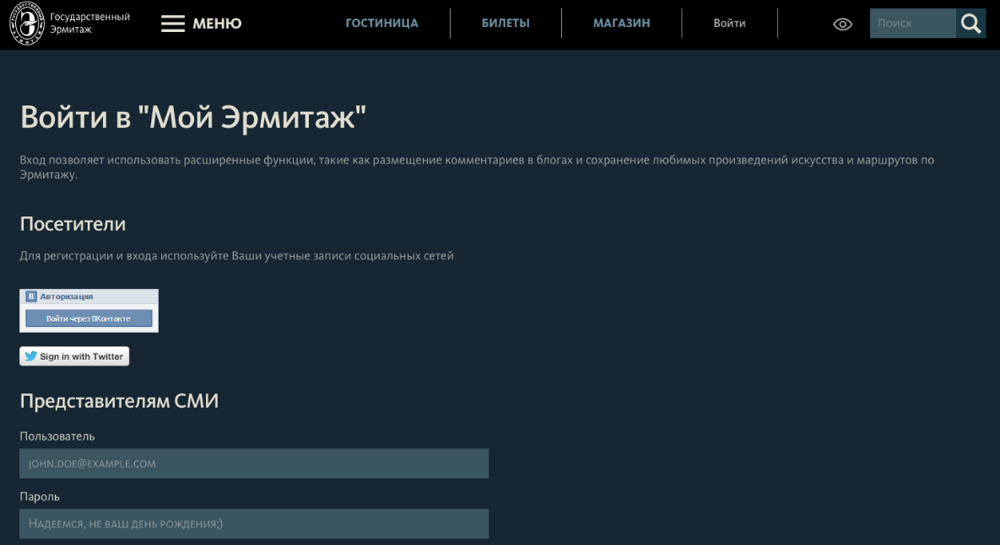 Государственный
Эрмитаж
МЕНЮ
ГОСТИНИЦА
БИЛЕТЫ
МАГАЗИН
Войти
Поиск
Войти в "Мой Эрмитаж"
Вход позволяет использовать расширенные функции, такие как размещение комментариев в блогах и сохранение любимых произведений искусства и маршрутов по
Эрмитажу.
Посетители
Для регистрации и входа используйте Ваши учетные записи социальных сетей
В Авторизация
Войти через ВКонтакте
Sign in with Twitter
Представителям СМИ
Пользователь
JOHN.DOE@EXAMPLE.COM
Пароль
Надеемся, не ваш день рождения;)